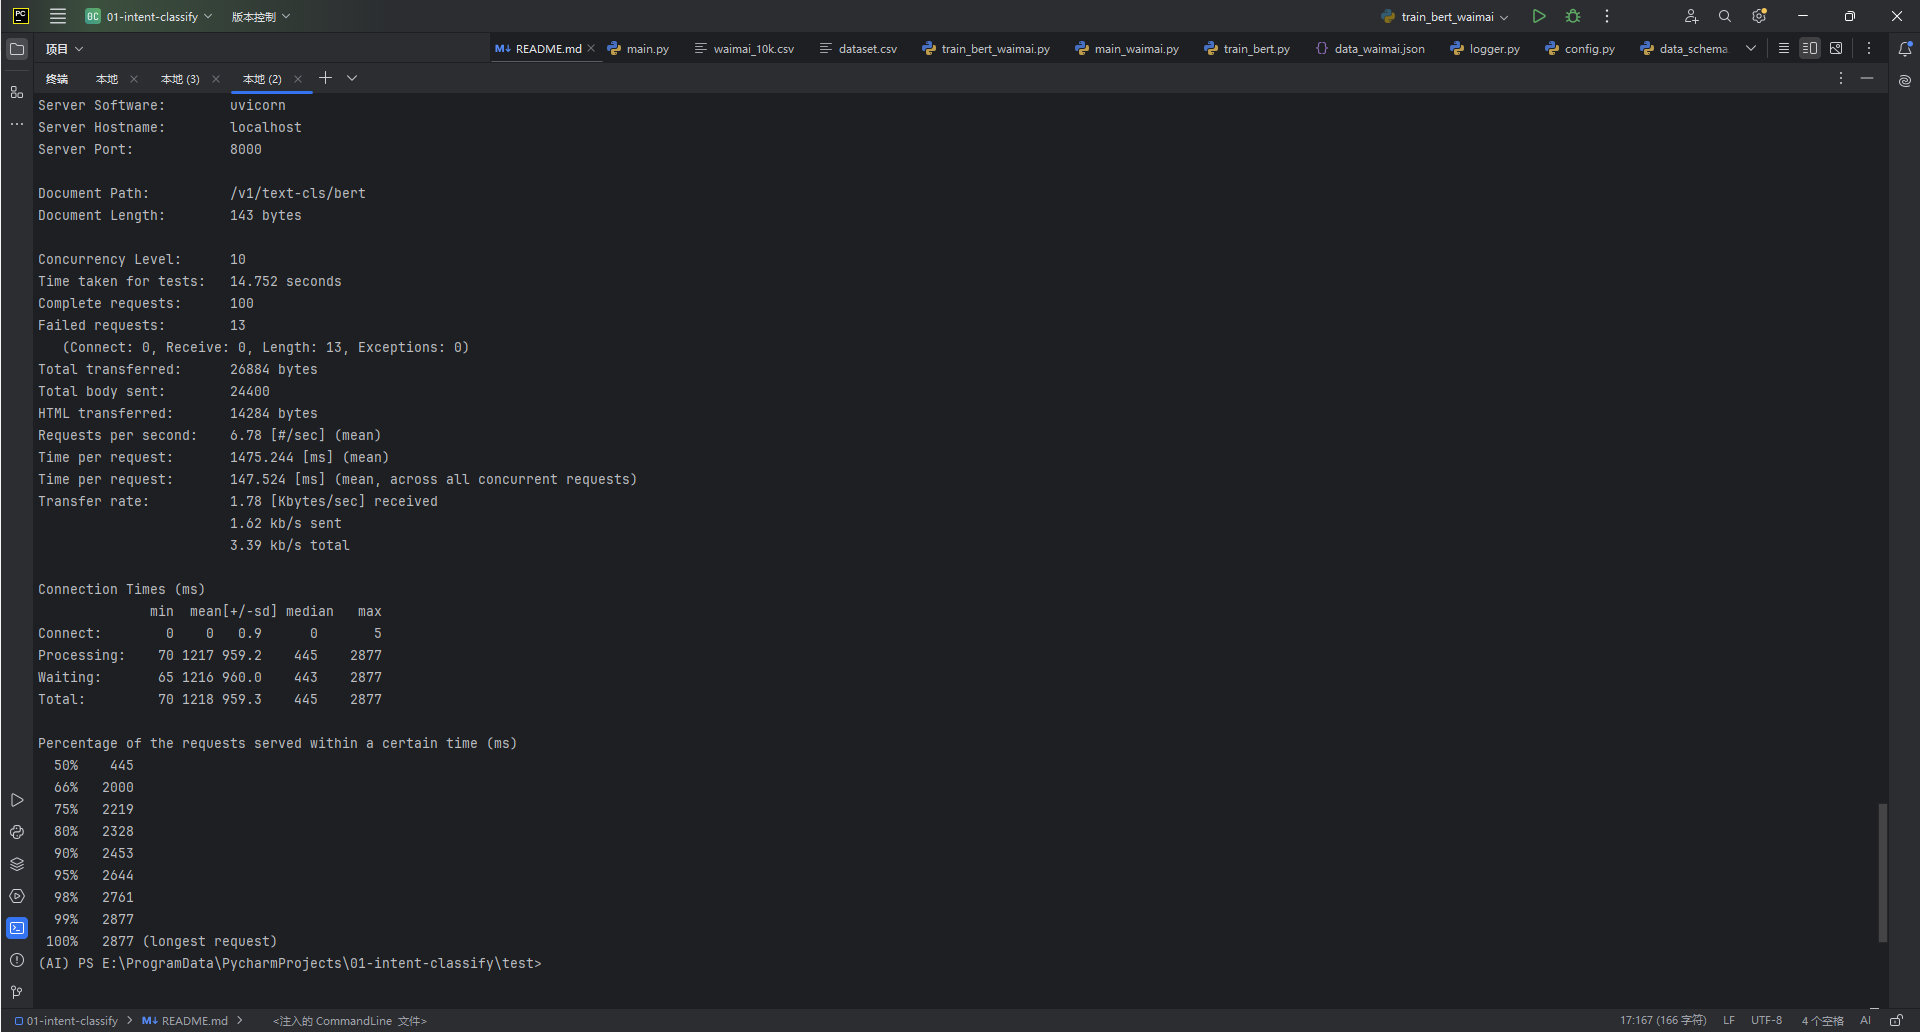 PC
OC 01-intent-classify 版本控制 train_bert_waimai
项目 M↓ README.md main.py waimai_10k.csv dataset.csv train_bert_waimai.py main_waimai.py train_bert.py {} data_waimai.json logger.py config.py data_schema.
终端 本地 本地 (3) 本地 (2)
Server Software: uvicorn
Server Hostname: localhost
Server Port: 8000
Document Path: /v1/text-cls/bert
Document Length: 143 bytes
Concurrency Level: 10
Time taken for tests: 14.752 seconds
Complete requests: 100
Failed requests: 13
(Connect: 0, Receive: 0, Length: 13, Exceptions: 0)
Total transferred: 26884 bytes
Total body sent: 24400
HTML transferred: 14284 bytes
Requests per second: 6.78 [#/sec] (mean)
Time per request: 1475.244 [ms] (mean)
Time per request: 147.524 [ms] (mean, across all concurrent requests)
Transfer rate: 1.78 [Kbytes/sec] received
1.62 kb/s sent
3.39 kb/s total
Connection Times (ms)
min mean[+/-sd] median max
Connect: 0 0 0.9 0 5
Processing: 70 1217 959.2 445 2877
Waiting: 65 1216 960.0 443 2877
Total: 70 1218 959.3 445 2877
Percentage of the requests served within a certain time (ms)
50% 445
66% 2000
75% 2219
80% 2328
90% 2453
95% 2644
98% 2761
99% 2877
100% 2877 (longest request)
(AI) PS E:\ProgramData\PycharmProjects\01-intent-classify\test>
01-intent-classify > M↓ README.md > <注入的 CommandLine 文件> 17:167 (166 字符) LF UTF-8 4 个空格 AI